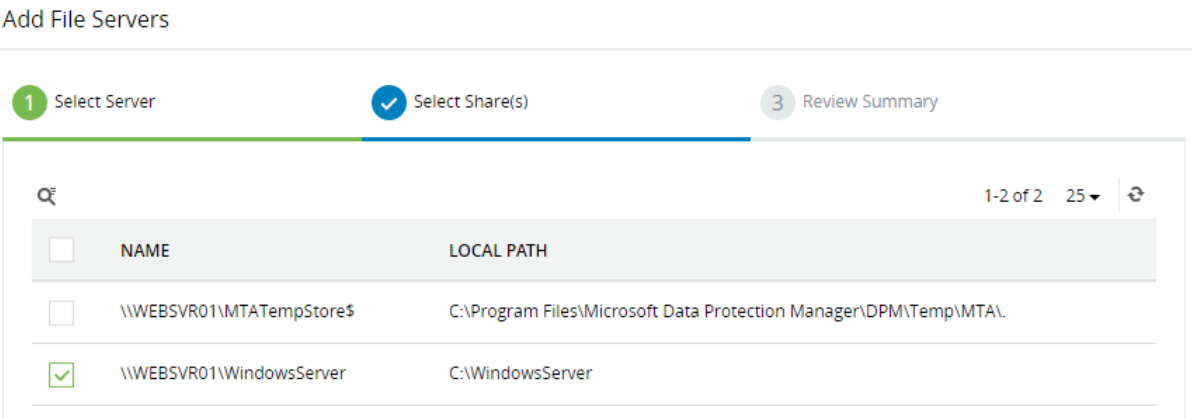 Add File Servers
1 Select Server Select Share(s) 3 Review Summary
1-2 of 2 25
NAME LOCAL PATH
\\WEBSVR01\MTATempStore$ C:\Program Files\Microsoft Data Protection Manager\DPM\Temp\MTA\.
\\WEBSVR01\WindowsServer C:\WindowsServer